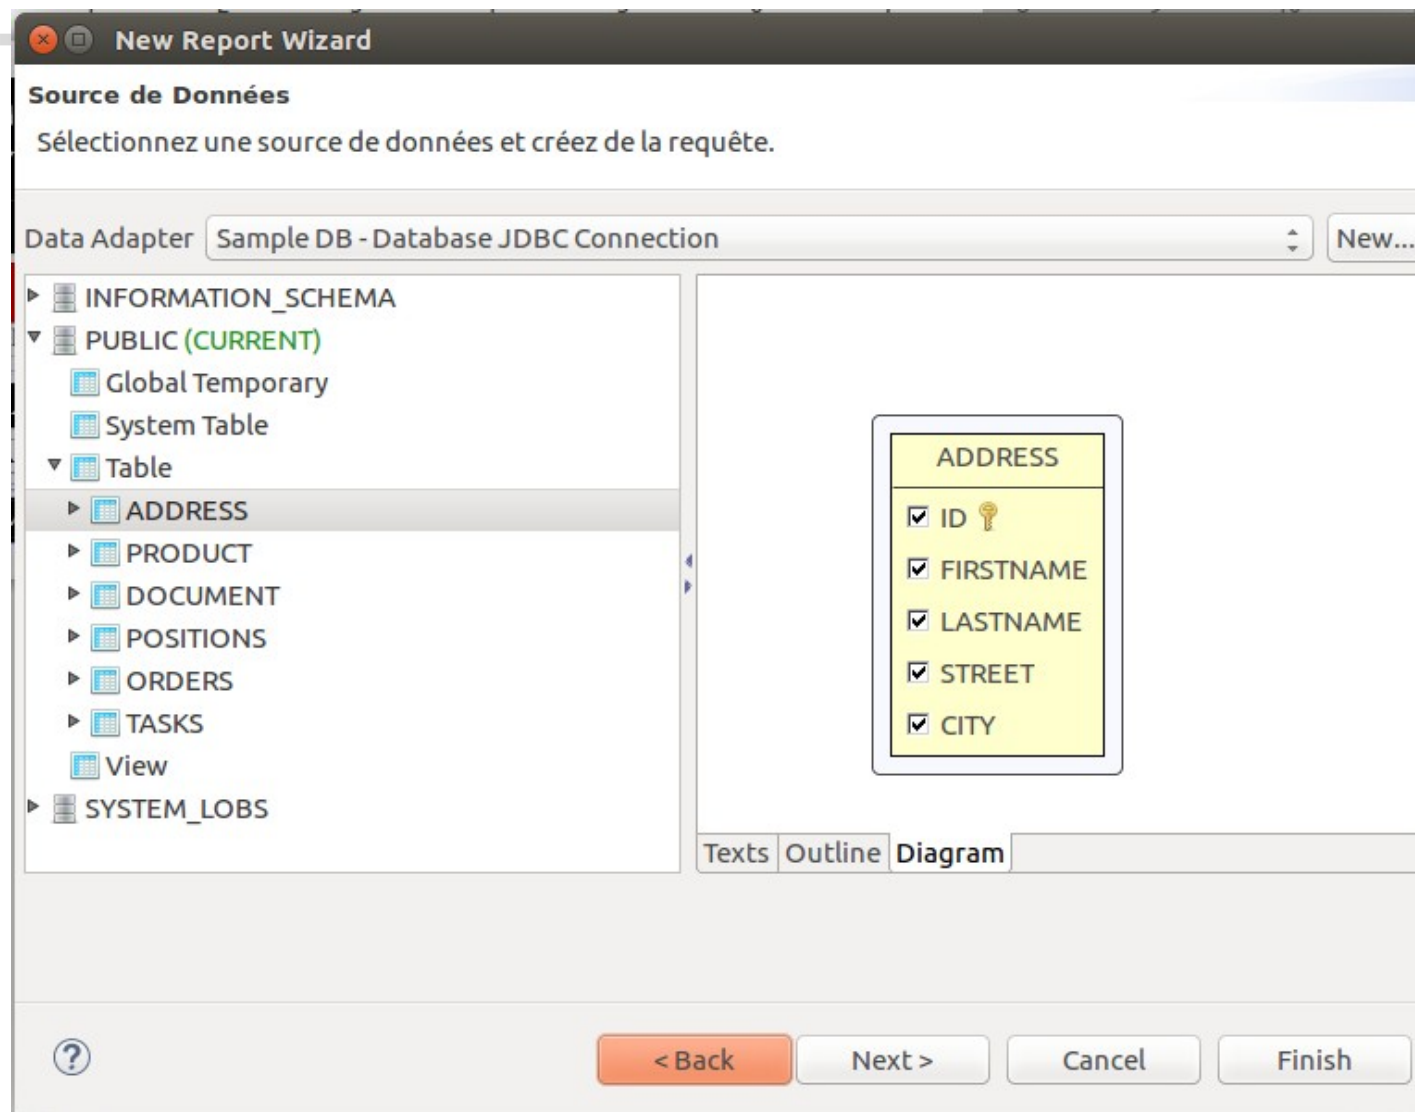 New Report Wizard
Source de Données
Sélectionnez une source de données et créez de la requête.
Data Adapter Sample DB - Database JDBC Connection New...
INFORMATION_SCHEMA
PUBLIC (CURRENT)
Global Temporary
System Table
Table
ADDRESS
PRODUCT
DOCUMENT
POSITIONS
ORDERS
TASKS
View
SYSTEM_LOBS
ADDRESS
ID
FIRSTNAME
LASTNAME
STREET
CITY
Texts Outline Diagram
? < Back Next > Cancel Finish